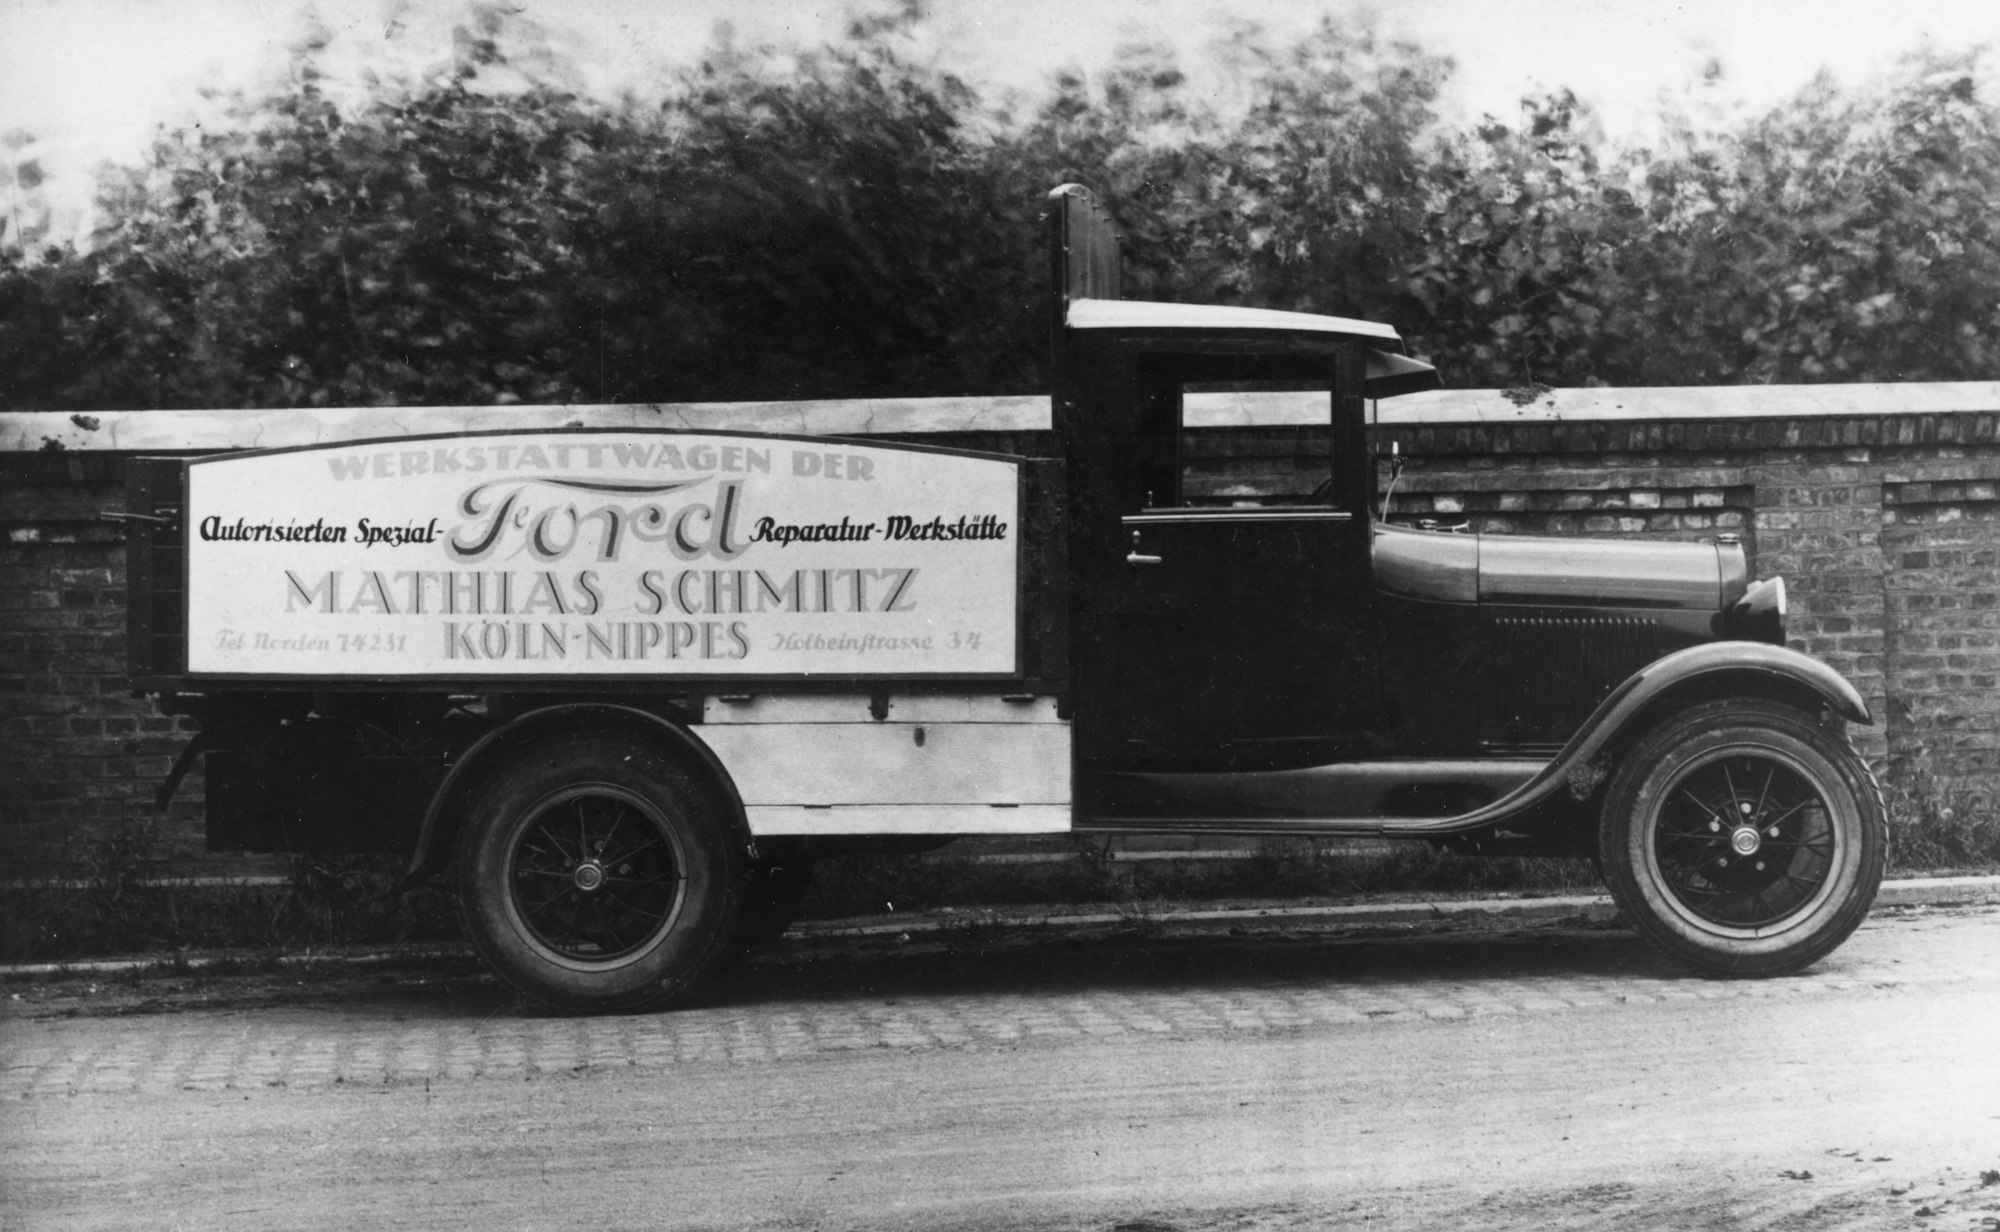 WERKSTATTWAGEN DER
Autorisierten Spezial- Ford Reparatur-Werkstätte
MATHIAS SCHMITZ
Tel. Norden 74231 KÖLN-NIPPES Holbeinstrasse 34